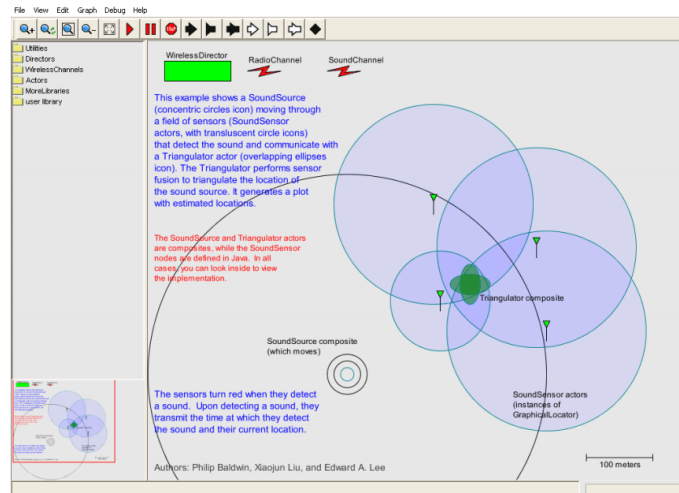 File View Edit Graph Debug Help
Utilities
Directors
WirelessChannels
Actors
MoreLibraries
user library
WirelessDirector
RadioChannel
SoundChannel
This example shows a SoundSource
(concentric circles icon) moving through
a field of sensors (SoundSensor
actors, with transluscent circle icons)
that detect the sound and communicate with
a Triangulator actor (overlapping ellipses
icon). The Triangulator performs sensor
fusion to triangulate the location of
the sound source. It generates a plot
with estimated locations.
The SoundSource and Triangulator actors
are composites, while the SoundSensor
nodes are defined in Java. In all
cases, you can look inside to view
the implementation.
Triangulator composite
SoundSource composite
(which moves)
The sensors turn red when they detect
a sound. Upon detecting a sound, they
transmit the time at which they detect
the sound and their current location.
SoundSensor actors
(instances of
GraphicalLocator)
100 meters
Authors: Philip Baldwin, Xiaojun Liu, and Edward A. Lee